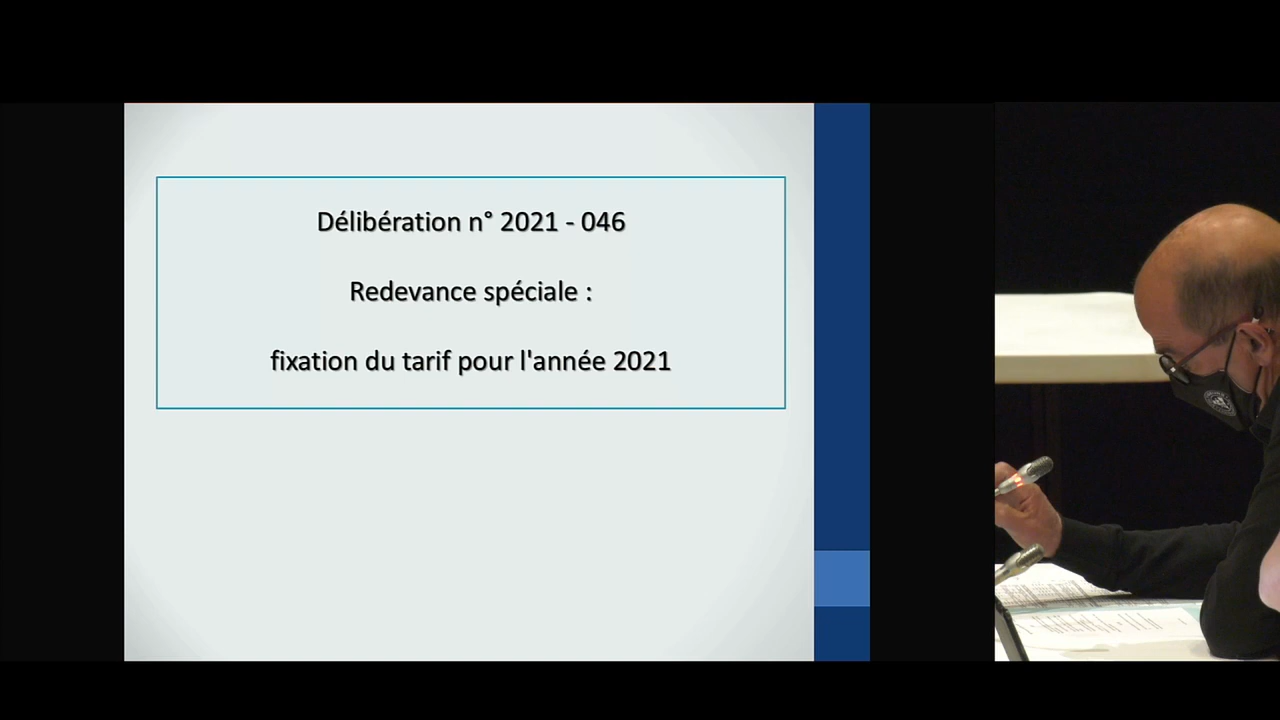 Délibération n° 2021 - 046
Redevance spéciale :
fixation du tarif pour l'année 2021